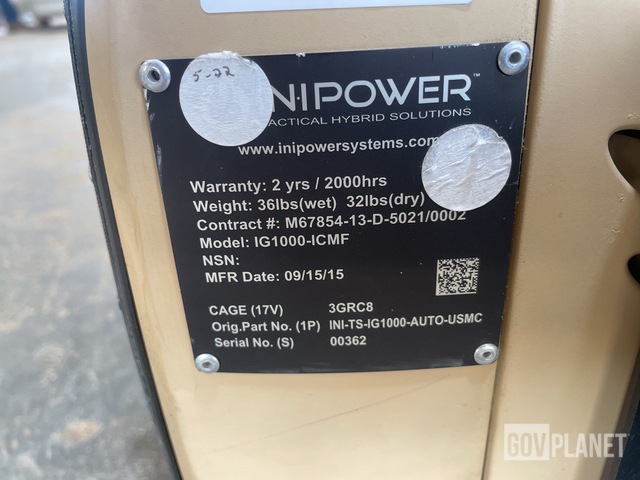 5-22
INIPOWER™
TACTICAL HYBRID SOLUTIONS
www.inipowersystems.com
Warranty: 2 yrs / 2000hrs
Weight: 36lbs(wet) 32lbs(dry)
Contract #: M67854-13-D-5021/0002
Model: IG1000-ICMF
NSN:
MFR Date: 09/15/15
CAGE (17V) 3GRC8
Orig.Part No. (1P) INI-TS-IG1000-AUTO-USMC
Serial No. (S) 00362
GOVPLANET